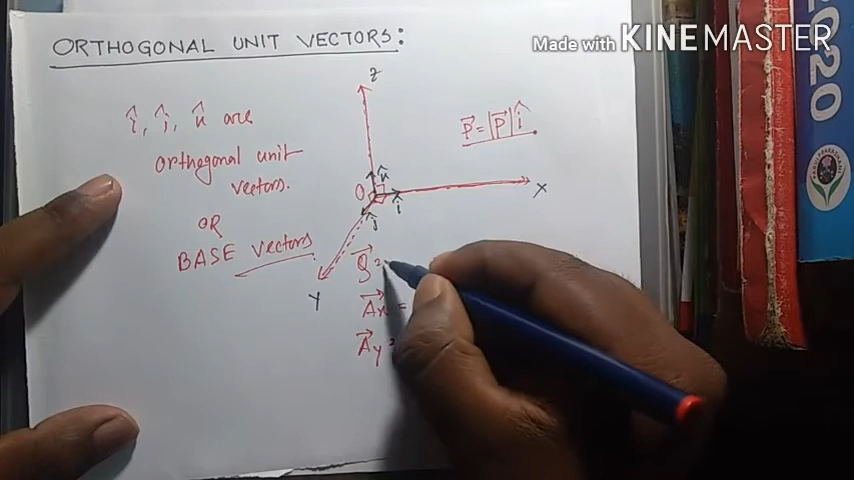 ORTHOGONAL UNIT VECTORS:
Made with KINEMASTER
2020
î, ĵ, k̂ are
orthogonal unit
vectors.
OR
BASE Vectors
P⃗ = |P⃗| î
Z
k̂
O
î
X
ĵ
Y
Q⃗ =
A⃗x =
A⃗y =